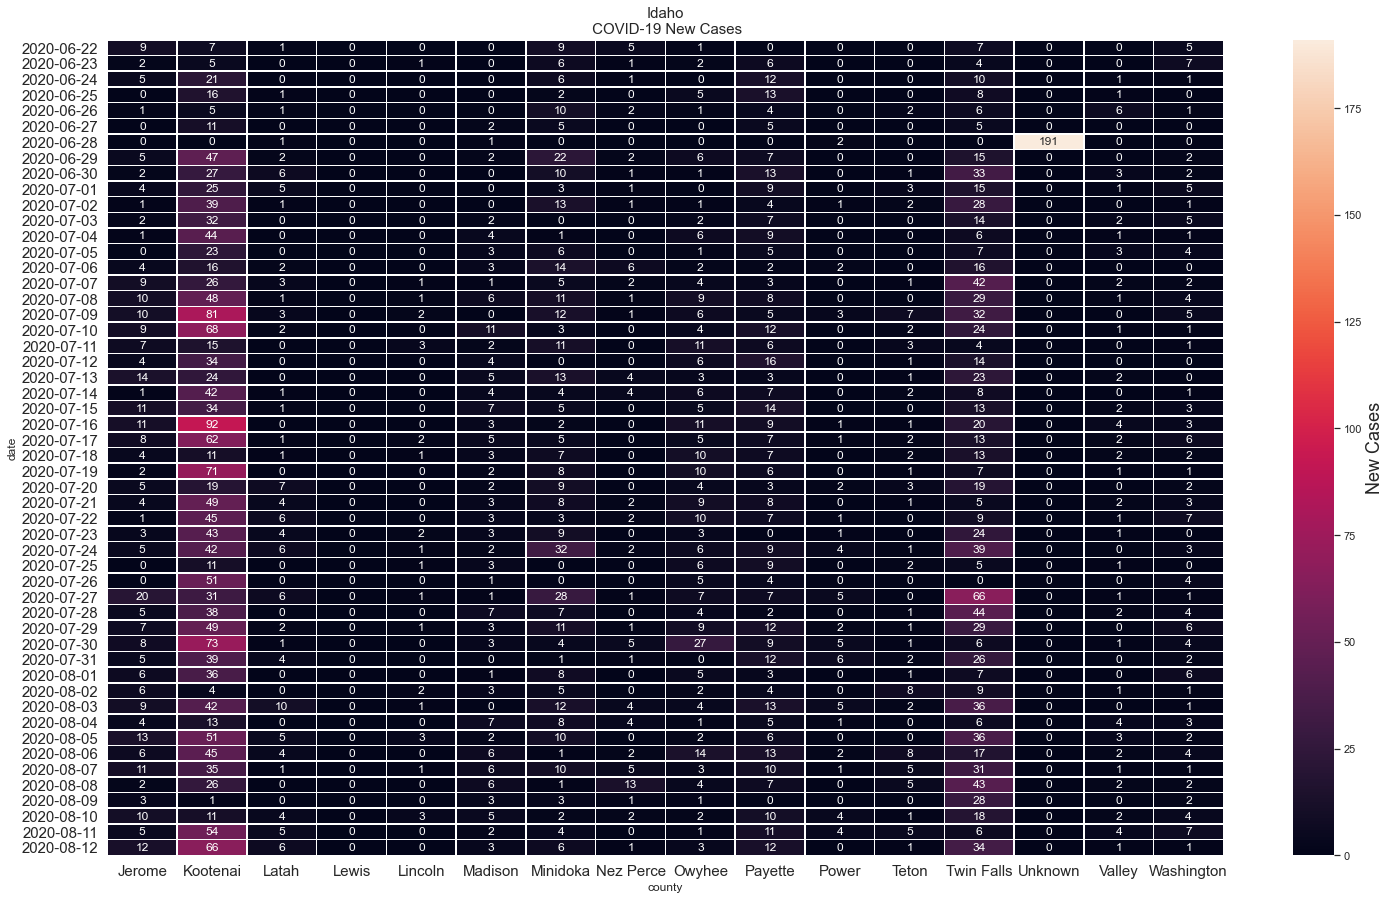 Idaho
COVID-19 New Cases
2020-06-22 9 7 1 0 0 0 9 5 1 0 0 0 7 0 0 5
2020-06-23 2 5 0 0 1 0 6 1 2 6 0 0 4 0 0 7
2020-06-24 5 21 0 0 0 0 6 1 0 12 0 0 10 0 1 1
2020-06-25 0 16 1 0 0 0 2 0 5 13 0 0 8 0 1 0
2020-06-26 1 5 1 0 0 0 10 2 1 4 0 2 6 0 6 1
2020-06-27 0 11 0 0 0 2 5 0 0 5 0 0 5 0 0 0
2020-06-28 0 0 1 0 0 1 0 0 0 0 2 0 0 191 0 0
2020-06-29 5 47 2 0 0 2 22 2 6 7 0 0 15 0 0 2
2020-06-30 2 27 6 0 0 0 10 1 1 13 0 1 33 0 3 2
2020-07-01 4 25 5 0 0 0 3 1 0 9 0 3 15 0 1 5
2020-07-02 1 39 1 0 0 0 13 1 1 4 1 2 28 0 0 1
2020-07-03 2 32 0 0 0 2 0 0 2 7 0 0 14 0 2 5
2020-07-04 1 44 0 0 0 4 1 0 6 9 0 0 6 0 1 1
2020-07-05 0 23 0 0 0 3 6 0 1 5 0 0 7 0 3 4
2020-07-06 4 16 2 0 0 3 14 6 2 2 2 0 16 0 0 0
2020-07-07 9 26 3 0 1 1 5 2 4 3 0 1 42 0 2 2
2020-07-08 10 48 1 0 1 6 11 1 9 8 0 0 29 0 1 4
2020-07-09 10 81 3 0 2 0 12 1 6 5 3 7 32 0 0 5
2020-07-10 9 68 2 0 0 11 3 0 4 12 0 2 24 0 1 1
2020-07-11 7 15 0 0 3 2 11 0 11 6 0 3 4 0 0 1
2020-07-12 4 34 0 0 0 4 0 0 6 16 0 1 14 0 0 0
2020-07-13 14 24 0 0 0 5 13 4 3 3 0 1 23 0 2 0
2020-07-14 1 42 1 0 0 4 4 4 6 7 0 2 8 0 0 1
2020-07-15 11 34 1 0 0 7 5 0 5 14 0 0 13 0 2 3
2020-07-16 11 92 0 0 0 3 2 0 11 9 1 1 20 0 4 3
2020-07-17 8 62 1 0 2 5 5 0 5 7 1 2 13 0 2 6
2020-07-18 4 11 1 0 1 3 7 0 10 7 0 2 13 0 2 2
2020-07-19 2 71 0 0 0 2 8 0 10 6 0 1 7 0 1 1
2020-07-20 5 19 7 0 0 2 9 0 4 3 2 3 19 0 0 2
2020-07-21 4 49 4 0 0 3 8 2 9 8 0 1 5 0 2 3
2020-07-22 1 45 6 0 0 3 3 2 10 7 1 0 9 0 1 7
2020-07-23 3 43 4 0 2 3 9 0 3 0 1 0 24 0 1 0
2020-07-24 5 42 6 0 1 2 32 2 6 9 4 1 39 0 0 3
2020-07-25 0 11 0 0 1 3 0 0 6 9 0 2 5 0 1 0
2020-07-26 0 51 0 0 0 1 0 0 5 4 0 0 0 0 0 4
2020-07-27 20 31 6 0 1 1 28 1 7 7 5 0 66 0 1 1
2020-07-28 5 38 0 0 0 7 7 0 4 2 0 1 44 0 2 4
2020-07-29 7 49 2 0 1 3 11 1 9 12 2 1 29 0 0 6
2020-07-30 8 73 1 0 0 3 4 5 27 9 5 1 6 0 1 4
2020-07-31 5 39 4 0 0 0 1 1 0 12 6 2 26 0 0 2
2020-08-01 6 36 0 0 0 1 8 0 5 3 0 1 7 0 0 6
2020-08-02 6 4 0 0 2 3 5 0 2 4 0 8 9 0 1 1
2020-08-03 9 42 10 0 1 0 12 4 4 13 5 2 36 0 0 1
2020-08-04 4 13 0 0 0 7 8 4 1 5 1 0 6 0 4 3
2020-08-05 13 51 5 0 3 2 10 0 2 6 0 0 36 0 3 2
2020-08-06 6 45 4 0 0 6 1 2 14 13 2 8 17 0 2 4
2020-08-07 11 35 1 0 1 6 10 5 3 10 1 5 31 0 1 1
2020-08-08 2 26 0 0 0 6 1 13 4 7 0 5 43 0 2 2
2020-08-09 3 1 0 0 0 3 3 1 1 0 0 0 28 0 0 2
2020-08-10 10 11 4 0 3 5 2 2 2 10 4 1 18 0 2 4
2020-08-11 5 54 5 0 0 2 4 0 1 11 4 5 6 0 4 7
2020-08-12 12 66 6 0 0 3 6 1 3 12 0 1 34 0 1 1
Jerome Kootenai Latah Lewis Lincoln Madison Minidoka Nez Perce Owyhee Payette Power Teton Twin Falls Unknown Valley Washington
county
date
175
150
125
100
75
50
25
0
New Cases